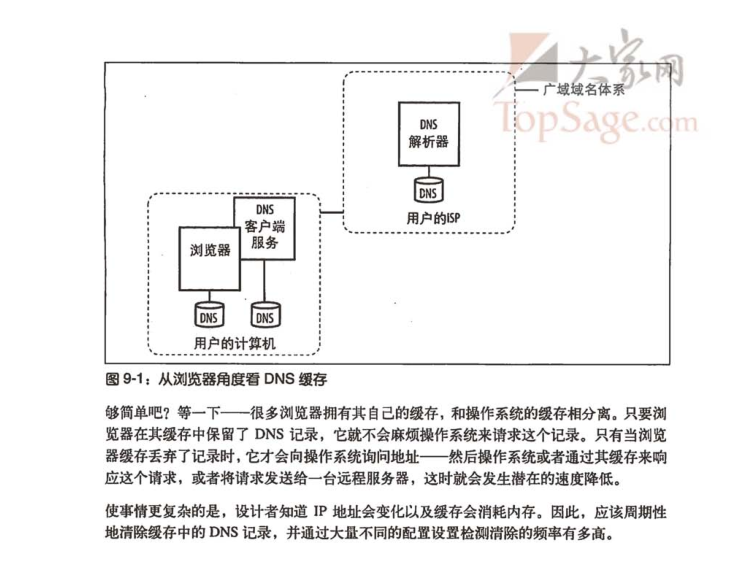 大家网
TopSage.com
广域域名体系
DNS
解析器
DNS
用户的ISP
DNS
客户端
服务
浏览器
DNS
DNS
用户的计算机
图 9-1：从浏览器角度看 DNS 缓存
够简单吧？等一下——很多浏览器拥有其自己的缓存，和操作系统的缓存相分离。只要浏
览器在其缓存中保留了 DNS 记录，它就不会麻烦操作系统来请求这个记录。只有当浏览
器缓存丢弃了记录时，它才会向操作系统询问地址——然后操作系统或者通过其缓存来响
应这个请求，或者将请求发送给一台远程服务器，这时就会发生潜在的速度降低。
使事情更复杂的是，设计者知道 IP 地址会变化以及缓存会消耗内存。因此，应该周期性
地清除缓存中的 DNS 记录，并通过大量不同的配置设置检测清除的频率有多高。